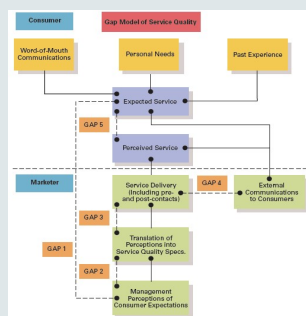 Consumer
Gap Model of Service Quality
Word-of-Mouth
Communications
Personal Needs
Past Experience
Expected Service
GAP 5
Perceived Service
Marketer
Service Delivery
(including pre-
and post-contacts)
GAP 4
External
Communications
to Consumers
GAP 3
Translation of
Perceptions into
Service Quality Specs.
GAP 1
GAP 2
Management
Perceptions of
Consumer Expectations